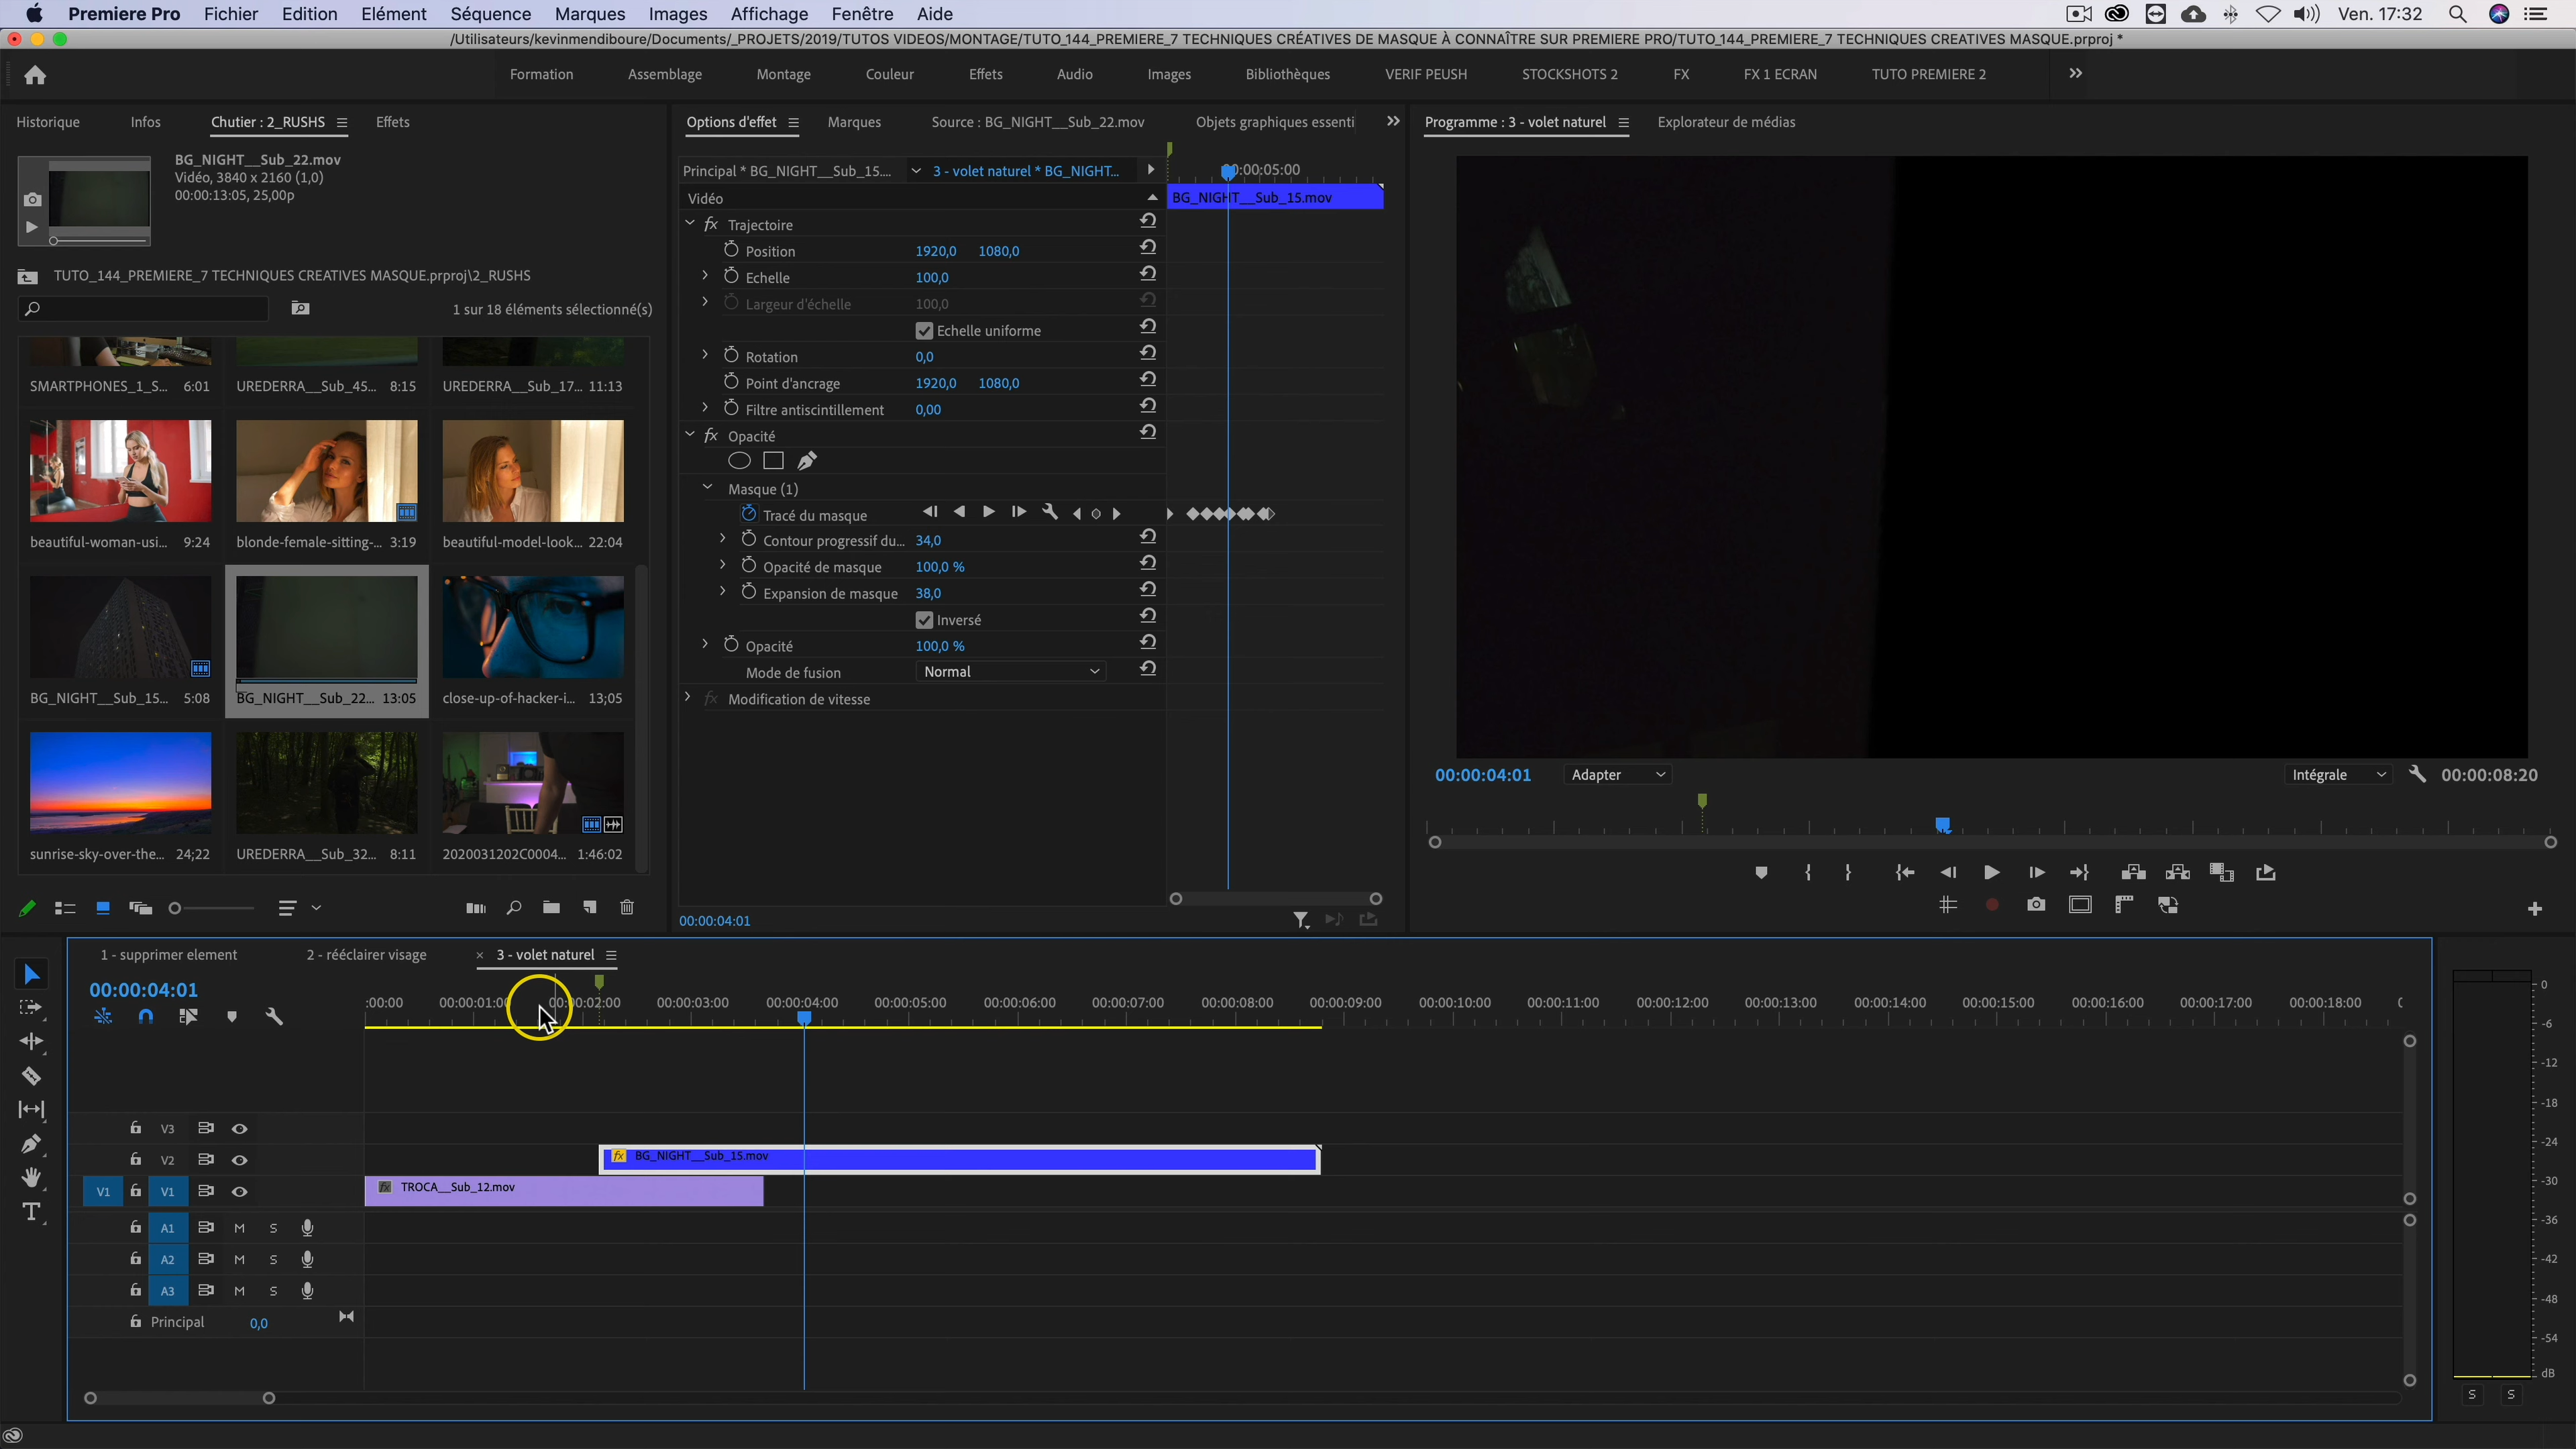 Premiere Pro Fichier Edition Elément Séquence Marques Images Affichage Fenêtre Aide Ven. 17:32
/Utilisateurs/kevinmendiboure/Documents/_PROJETS/2019/TUTOS VIDEOS/MONTAGE/TUTO_144_PREMIERE_7 TECHNIQUES CRÉATIVES DE MASQUE À CONNAÎTRE SUR PREMIERE PRO/TUTO_144_PREMIERE_7 TECHNIQUES CREATIVES MASQUE.prproj *
Formation Assemblage Montage Couleur Effets Audio Images Bibliothèques VERIF PEUSH STOCKSHOTS 2 FX FX 1 ECRAN TUTO PREMIERE 2
Historique Infos Chutier : 2_RUSHS Effets
BG_NIGHT__Sub_22.mov
Vidéo, 3840 x 2160 (1,0)
00:00:13:05, 25,00p
TUTO_144_PREMIERE_7 TECHNIQUES CREATIVES MASQUE.prproj\2_RUSHS
1 sur 18 éléments sélectionné(s)
SMARTPHONES_1_S... 6:01 UREDERRA__Sub_45... 8:15 UREDERRA__Sub_17... 11:13
beautiful-woman-usi... 9:24 blonde-female-sitting-... 3:19 beautiful-model-look... 22:04
BG_NIGHT__Sub_15... 5:08 BG_NIGHT__Sub_22... 13:05 close-up-of-hacker-i... 13;05
sunrise-sky-over-the... 24;22 UREDERRA__Sub_32... 8:11 2020031202C0004... 1:46:02
Options d'effet Marques Source : BG_NIGHT__Sub_22.mov Objets graphiques essenti
Principal * BG_NIGHT__Sub_15.... 3 - volet naturel * BG_NIGHT... 00:00:05:00
Vidéo BG_NIGHT__Sub_15.mov
fx Trajectoire
Position 1920,0 1080,0
Echelle 100,0
Largeur d'échelle 100,0
Echelle uniforme
Rotation 0,0
Point d'ancrage 1920,0 1080,0
Filtre antiscintillement 0,00
fx Opacité
Masque (1)
Tracé du masque
Contour progressif du... 34,0
Opacité de masque 100,0 %
Expansion de masque 38,0
Inversé
Opacité 100,0 %
Mode de fusion Normal
fx Modification de vitesse
00:00:04:01
Programme : 3 - volet naturel Explorateur de médias
00:00:04:01 Adapter Intégrale 00:00:08:20
1 - supprimer element 2 - rééclairer visage × 3 - volet naturel
00:00:04:01
:00:00 00:00:01:00 00:00:02:00 00:00:03:00 00:00:04:00 00:00:05:00 00:00:06:00 00:00:07:00 00:00:08:00 00:00:09:00 00:00:10:00 00:00:11:00 00:00:12:00 00:00:13:00 00:00:14:00 00:00:15:00 00:00:16:00 00:00:17:00 00:00:18:00
V3
V2 fx BG_NIGHT__Sub_15.mov
V1 V1 fx TROCA__Sub_12.mov
A1 M S
A2 M S
A3 M S
Principal 0,0
T
0
-6
-12
-18
-24
-30
-36
-42
-48
-54
dB
S S